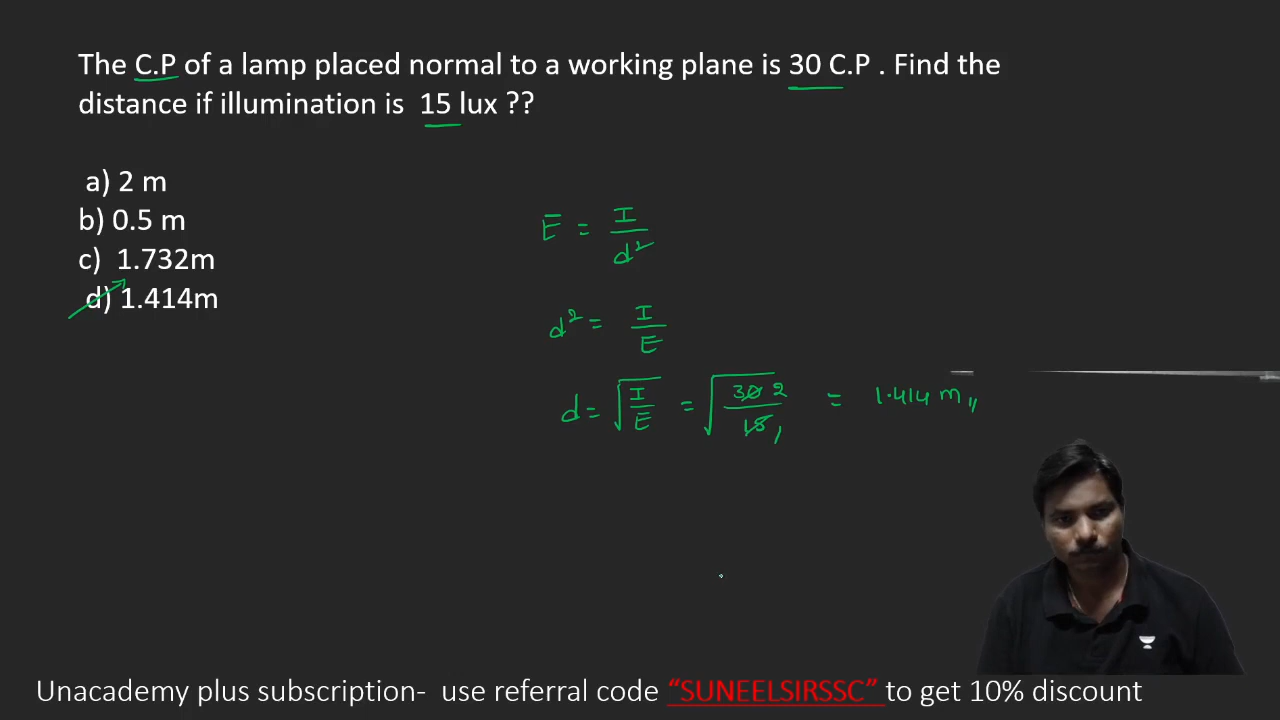 The C.P of a lamp placed normal to a working plane is 30 C.P . Find the
distance if illumination is 15 lux ??
a) 2 m
b) 0.5 m
c) 1.732m
d) 1.414m
E = I / d²
d² = I / E
d = √(I / E) = √(30 2 / 15 1) = 1.414 m,,
Unacademy plus subscription- use referral code “SUNEELSIRSSC” to get 10% discount